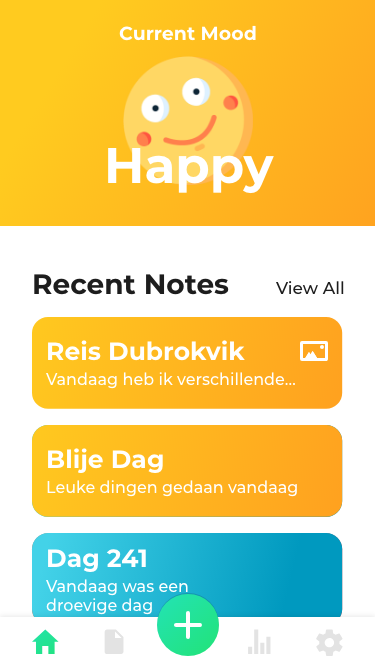 Current Mood
Happy
Recent Notes
View All
Reis Dubrokvik
Vandaag heb ik verschillende...
Blije Dag
Leuke dingen gedaan vandaag
Dag 241
Vandaag was een
droevige dag